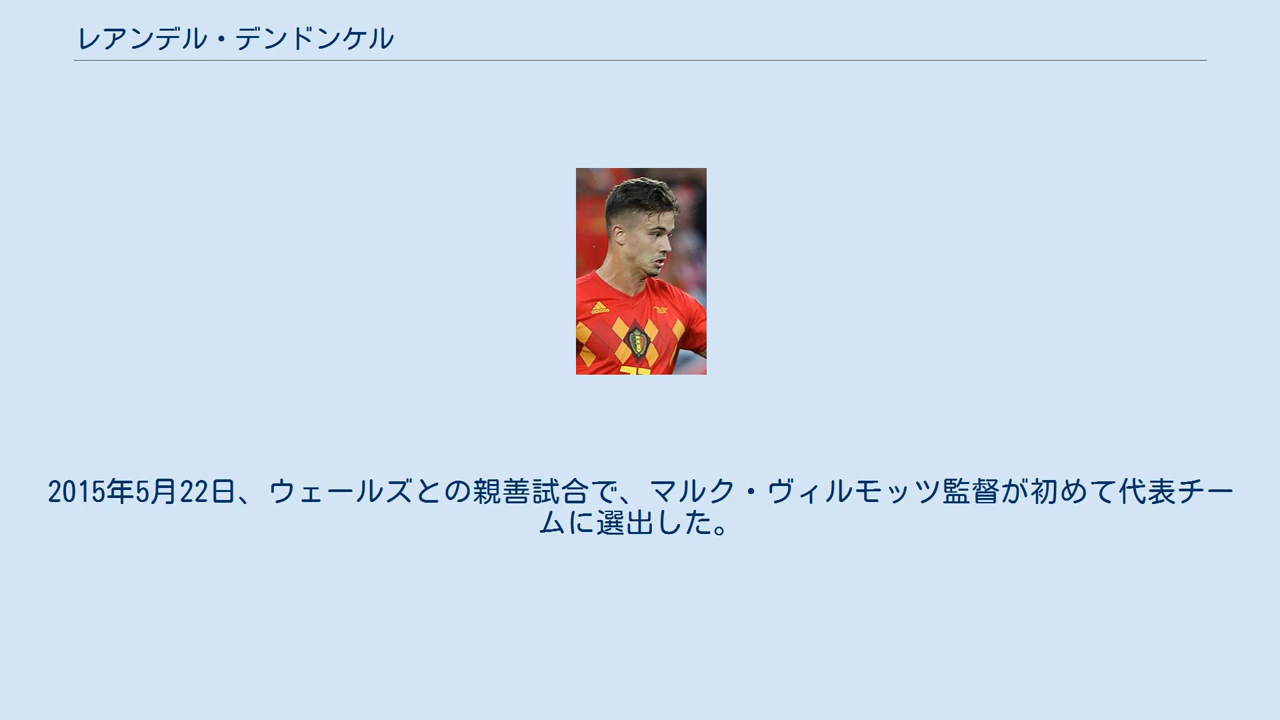 レアンデル・デンドンケル
2015年5月22日、ウェールズとの親善試合で、マルク・ヴィルモッツ監督が初めて代表チー
ムに選出した。